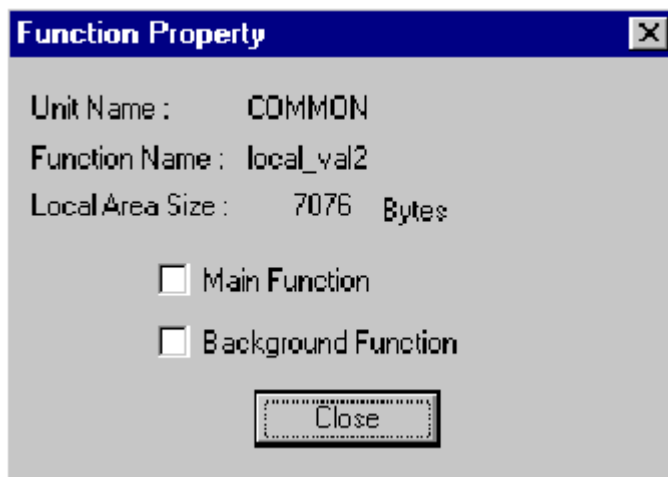 Function Property
Unit Name : COMMON
Function Name : local_val2
Local Area Size : 7076 Bytes
Main Function
Background Function
Close